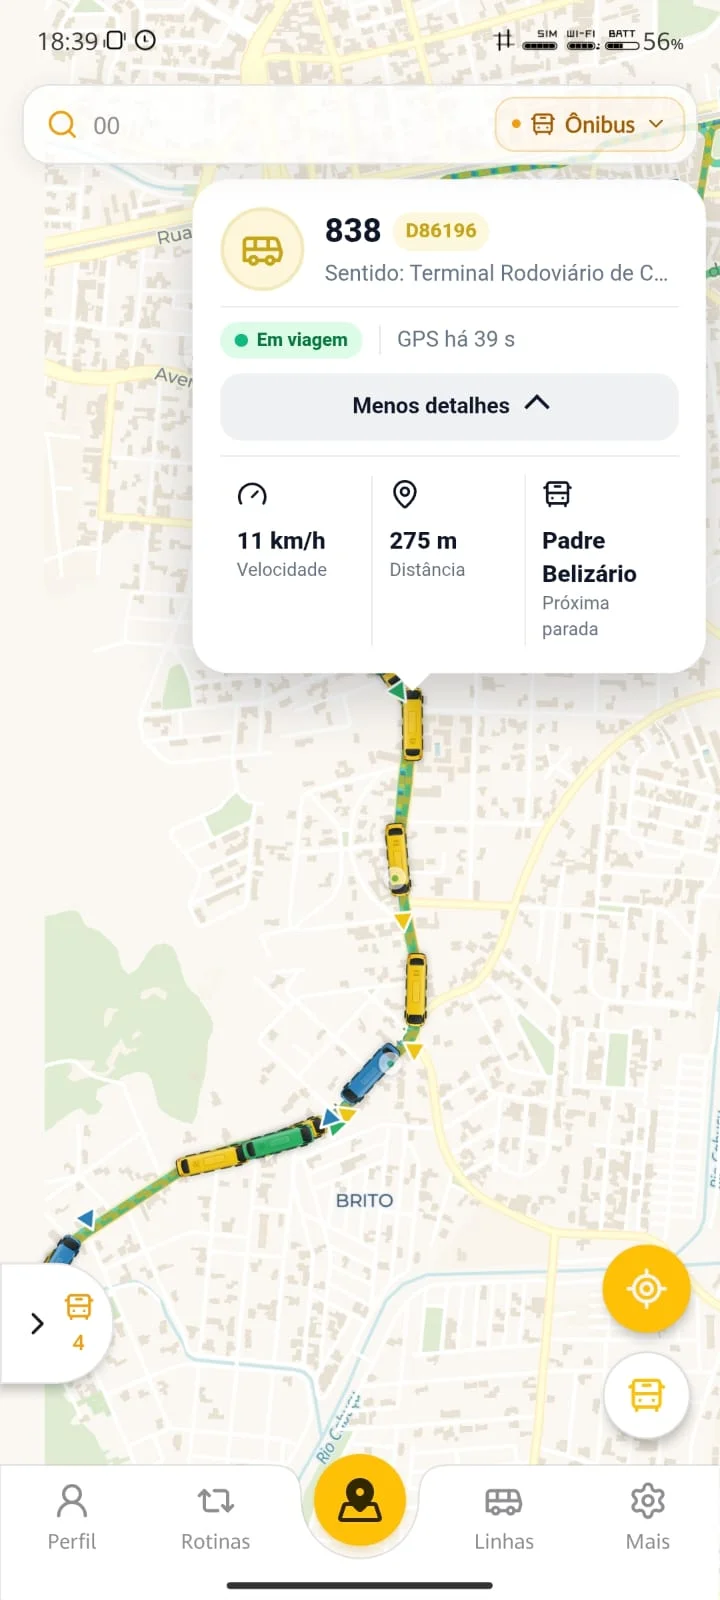 18:39
SIM WI-FI BATT 56%
00
Ônibus
Rua
838 D86196
Sentido: Terminal Rodoviário de C...
Em viagem
GPS há 39 s
Aver
Menos detalhes
11 km/h
Velocidade
275 m
Distância
Padre
Belizário
Próxima
parada
BRITO
4
Perfil
Rotinas
Linhas
Mais